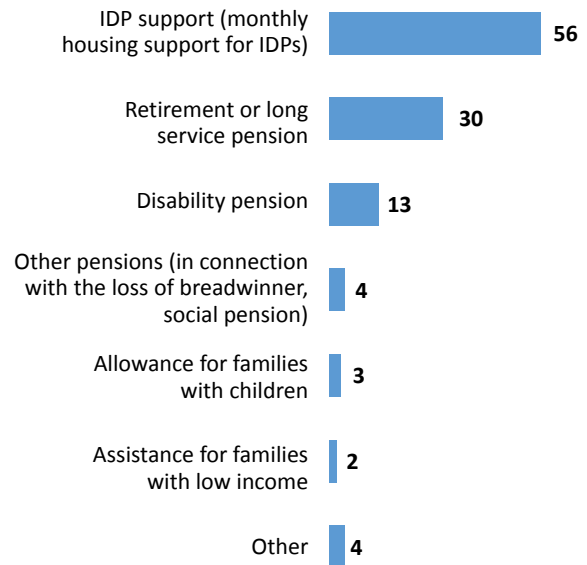 IDP support (monthly
housing support for IDPs)
56
Retirement or long
service pension
30
Disability pension
13
Other pensions (in connection
with the loss of breadwinner,
social pension)
4
Allowance for families
with children
3
Assistance for families
with low income
2
Other
4